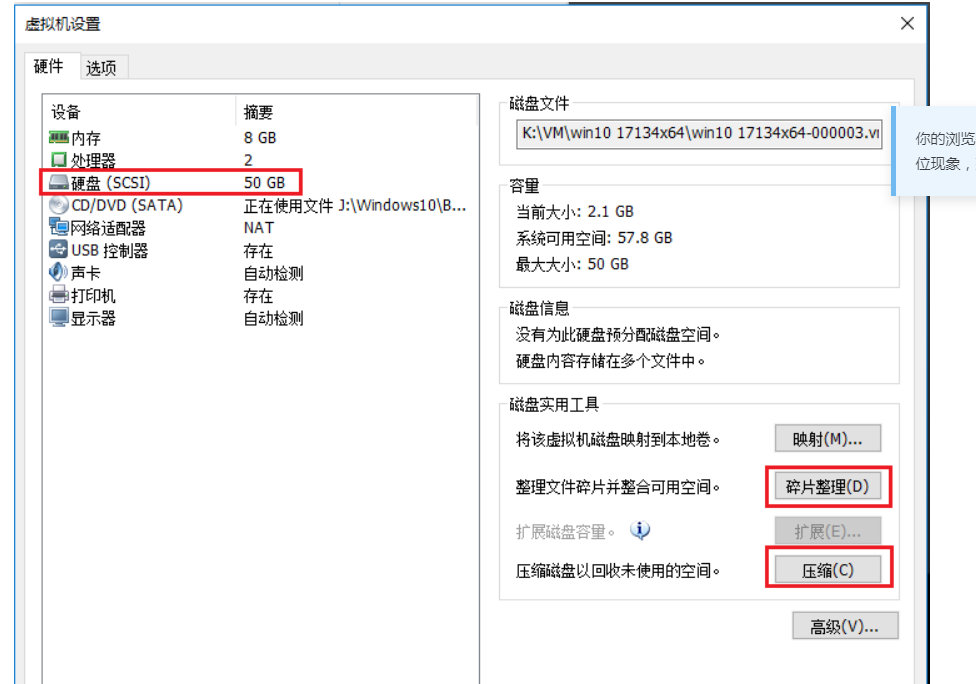 虚拟机设置
硬件 选项
设备 摘要
内存 8 GB
处理器 2
硬盘 (SCSI) 50 GB
CD/DVD (SATA) 正在使用文件 J:\Windows10\B...
网络适配器 NAT
USB 控制器 存在
声卡 自动检测
打印机 存在
显示器 自动检测
磁盘文件
K:\VM\win10 17134x64\win10 17134x64-000003.vr
容量
当前大小: 2.1 GB
系统可用空间: 57.8 GB
最大大小: 50 GB
磁盘信息
没有为此硬盘预分配磁盘空间。
硬盘内容存储在多个文件中。
磁盘实用工具
将该虚拟机磁盘映射到本地卷。 映射(M)...
整理文件碎片并整合可用空间。 碎片整理(D)
扩展磁盘容量。 扩展(E)...
压缩磁盘以回收未使用的空间。 压缩(C)
高级(V)...
你的浏览
位现象，